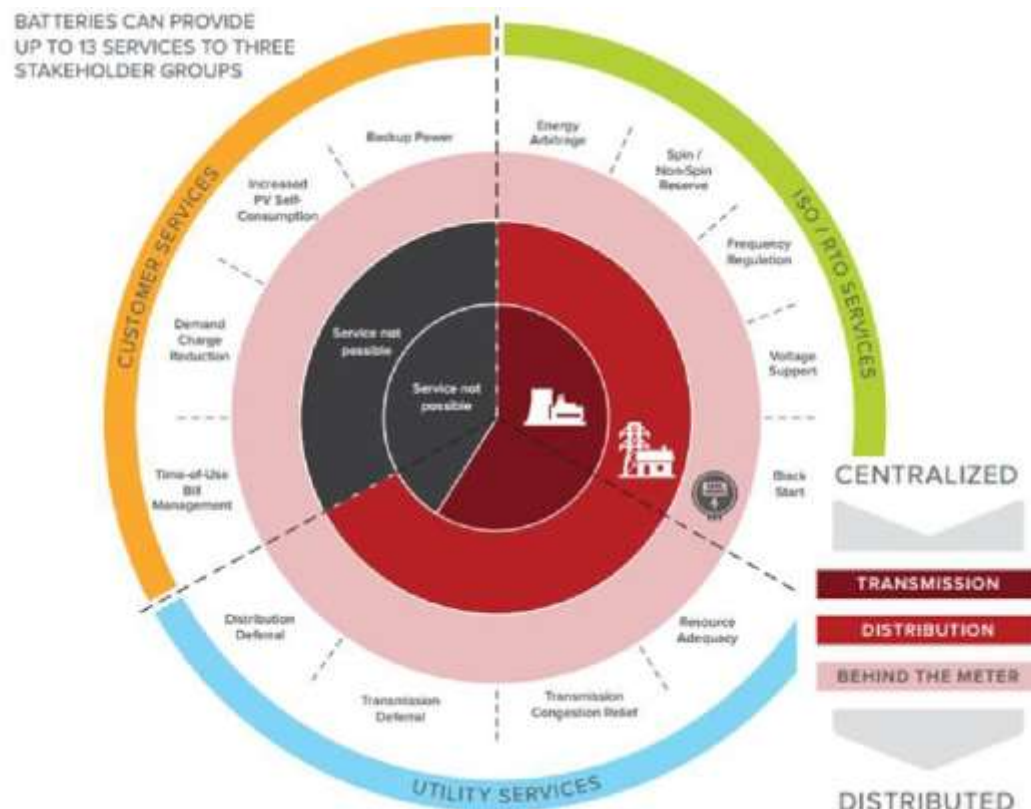 BATTERIES CAN PROVIDE
UP TO 13 SERVICES TO THREE
STAKEHOLDER GROUPS
CUSTOMER SERVICES
ISO / RTO SERVICES
UTILITY SERVICES
Backup Power
Energy
Arbitrage
Spin /
Non-Spin
Reserve
Frequency
Regulation
Voltage
Support
Black
Start
Resource
Adequacy
Transmission
Congestion Relief
Transmission
Deferral
Distribution
Deferral
Time-of-Use
Bill
Management
Demand
Charge
Reduction
Increased
PV Self-
Consumption
Service not
possible
Service not
possible
CENTRALIZED
TRANSMISSION
DISTRIBUTION
BEHIND THE METER
DISTRIBUTED